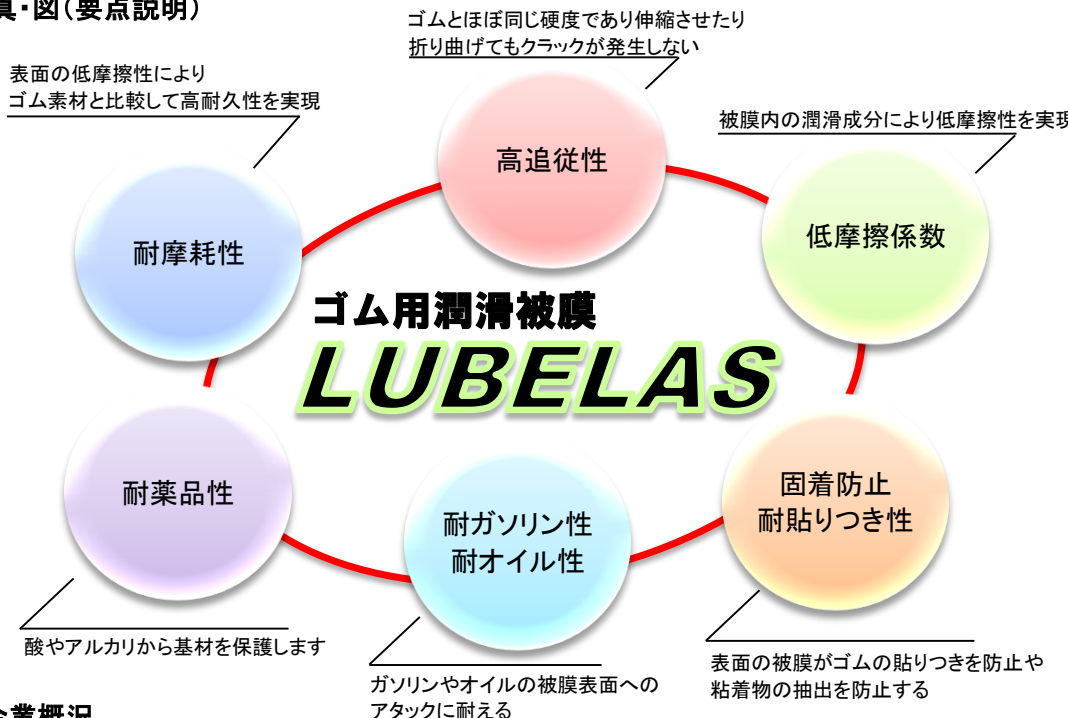 真・図（要点説明）
ゴムとほぼ同じ硬度であり伸縮させたり
折り曲げてもクラックが発生しない
表面の低摩擦性により
ゴム素材と比較して高耐久性を実現
被膜内の潤滑成分により低摩擦性を実現
高追従性
耐摩耗性
低摩擦係数
ゴム用潤滑被膜
LUBELAS
耐薬品性
固着防止
耐貼りつき性
耐ガソリン性
耐オイル性
酸やアルカリから基材を保護します
表面の被膜がゴムの貼りつきを防止や
粘着物の抽出を防止する
ガソリンやオイルの被膜表面への
アタックに耐える
企業概況